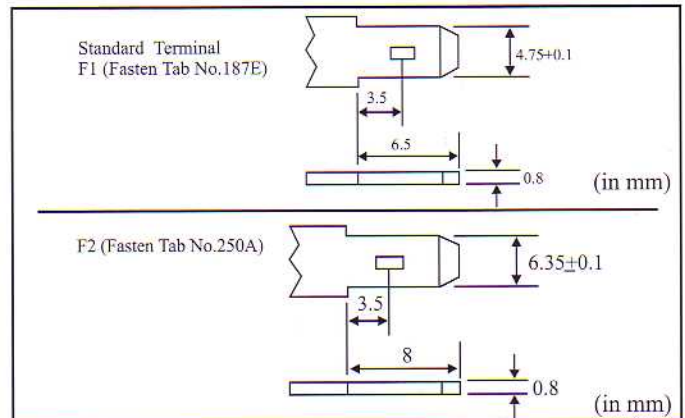 Standard Terminal
F1 (Fasten Tab No.187E)
4.75+0.1
3.5
6.5
0.8
(in mm)
F2 (Fasten Tab No.250A)
6.35±0.1
3.5
8
0.8
(in mm)